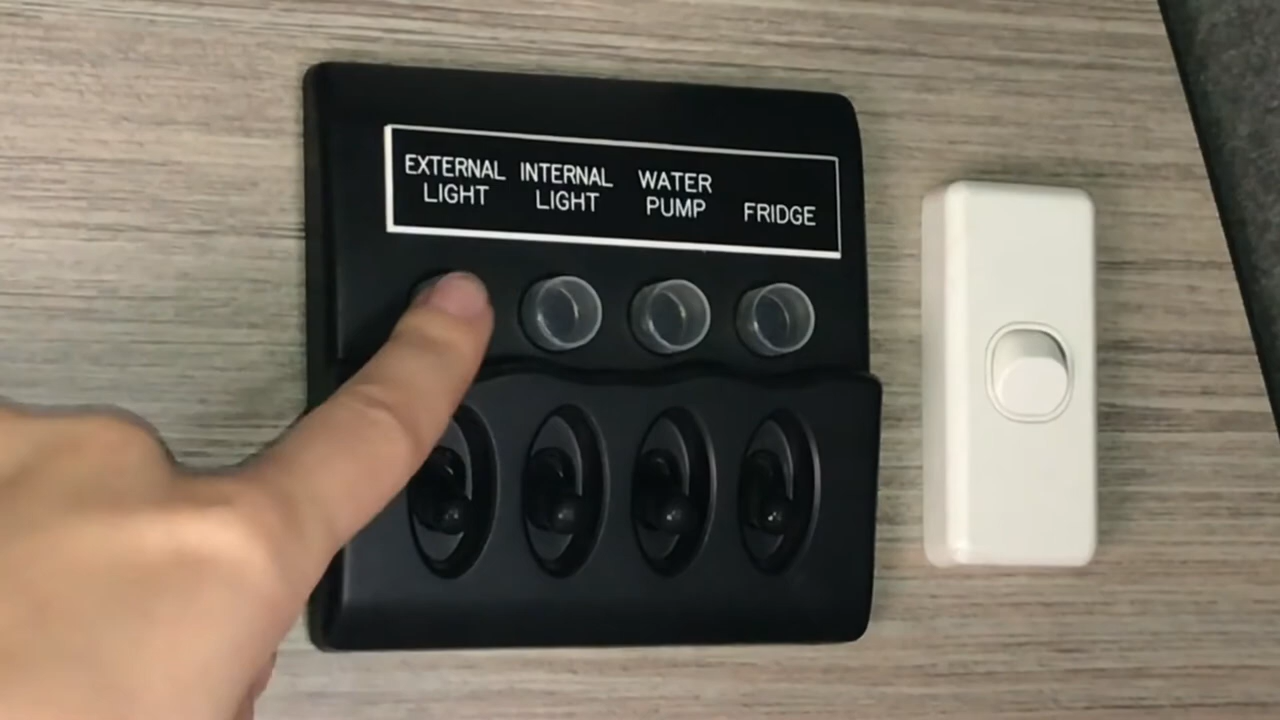 EXTERNAL
LIGHT
INTERNAL
LIGHT
WATER
PUMP
FRIDGE